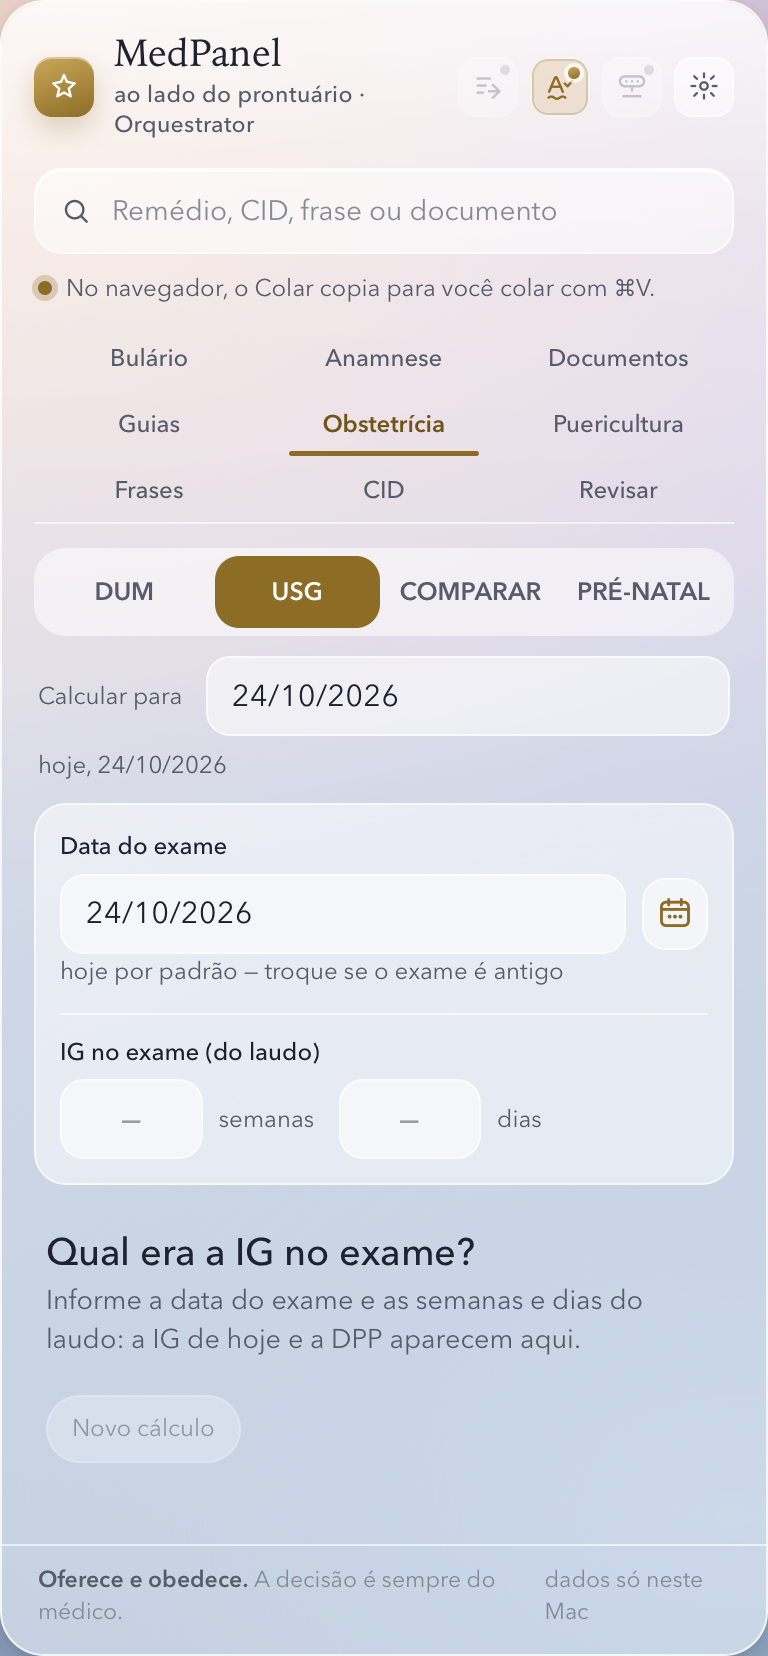 MedPanel
ao lado do prontuário ·
Orquestrator
Remédio, CID, frase ou documento
No navegador, o Colar copia para você colar com ⌘V.
Bulário Anamnese Documentos
Guias Obstetrícia Puericultura
Frases CID Revisar
DUM USG COMPARAR PRÉ-NATAL
Calcular para 24/10/2026
hoje, 24/10/2026
Data do exame
24/10/2026
hoje por padrão — troque se o exame é antigo
IG no exame (do laudo)
— semanas — dias
Qual era a IG no exame?
Informe a data do exame e as semanas e dias do
laudo: a IG de hoje e a DPP aparecem aqui.
Novo cálculo
Oferece e obedece. A decisão é sempre do
médico.
dados só neste
Mac